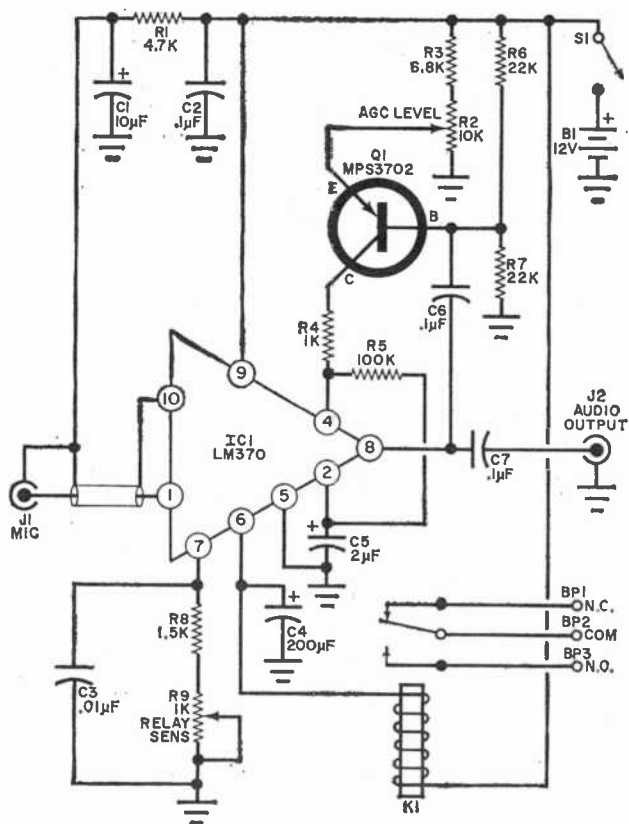 R1
4.7K
C1
10µF
+
C2
.1µF
R3
6.8K
R6
22K
S1
AGC LEVEL
R2
10K
B1
12V
+
Q1
MPS3702
E
B
C
R7
22K
C6
.1µF
R4
1K
R5
100K
9
10
4
IC1
LM370
8
J2
AUDIO
OUTPUT
C7
.1µF
J1
MIC
1
2
5
6
7
+
C5
2µF
R8
1.5K
+
C4
200µF
BP1
N.C.
BP2
COM
BP3
N.O.
C3
.01µF
R9
1K
RELAY
SENS
K1